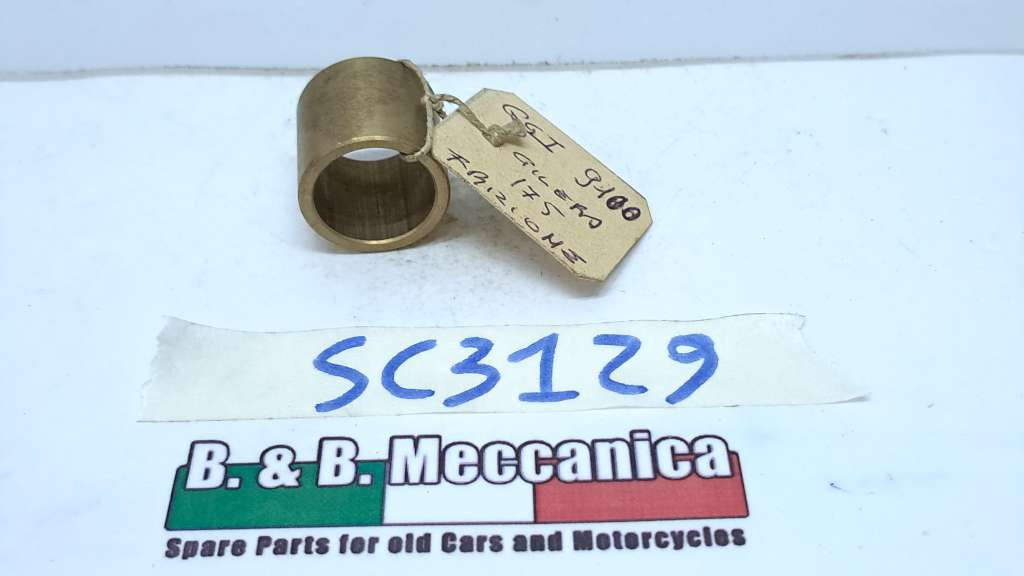 GGI 9100
GILERA
175
FRIZIONE
SC3129
B. & B. Meccanica
Spare Parts for old Cars and Motorcycles